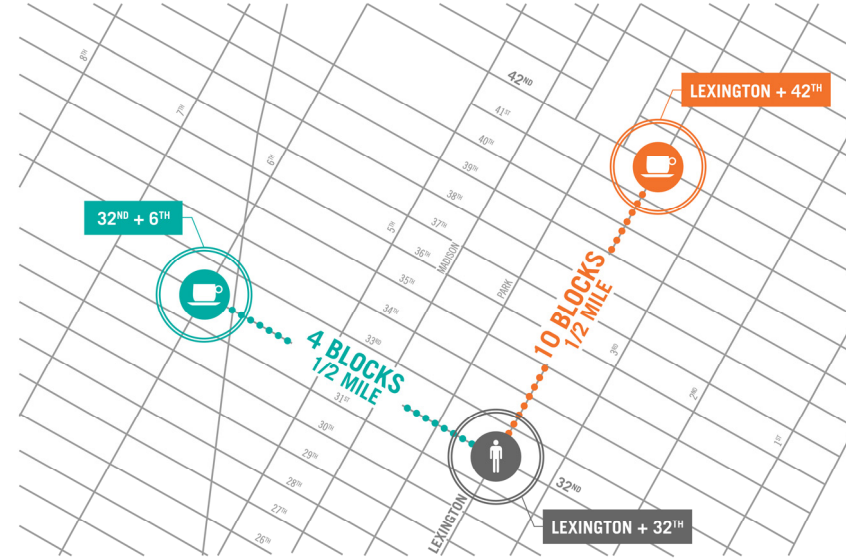 8TH
7TH
6TH
42ND
41ST
40TH
39TH
38TH
37TH
36TH
35TH
34TH
33RD
31ST
30TH
29TH
28TH
27TH
26TH
5TH
MADISON
PARK
LEXINGTON
3RD
2ND
1ST
32ND
LEXINGTON + 42TH
32ND + 6TH
4 BLOCKS
1/2 MILE
10 BLOCKS
1/2 MILE
LEXINGTON + 32TH